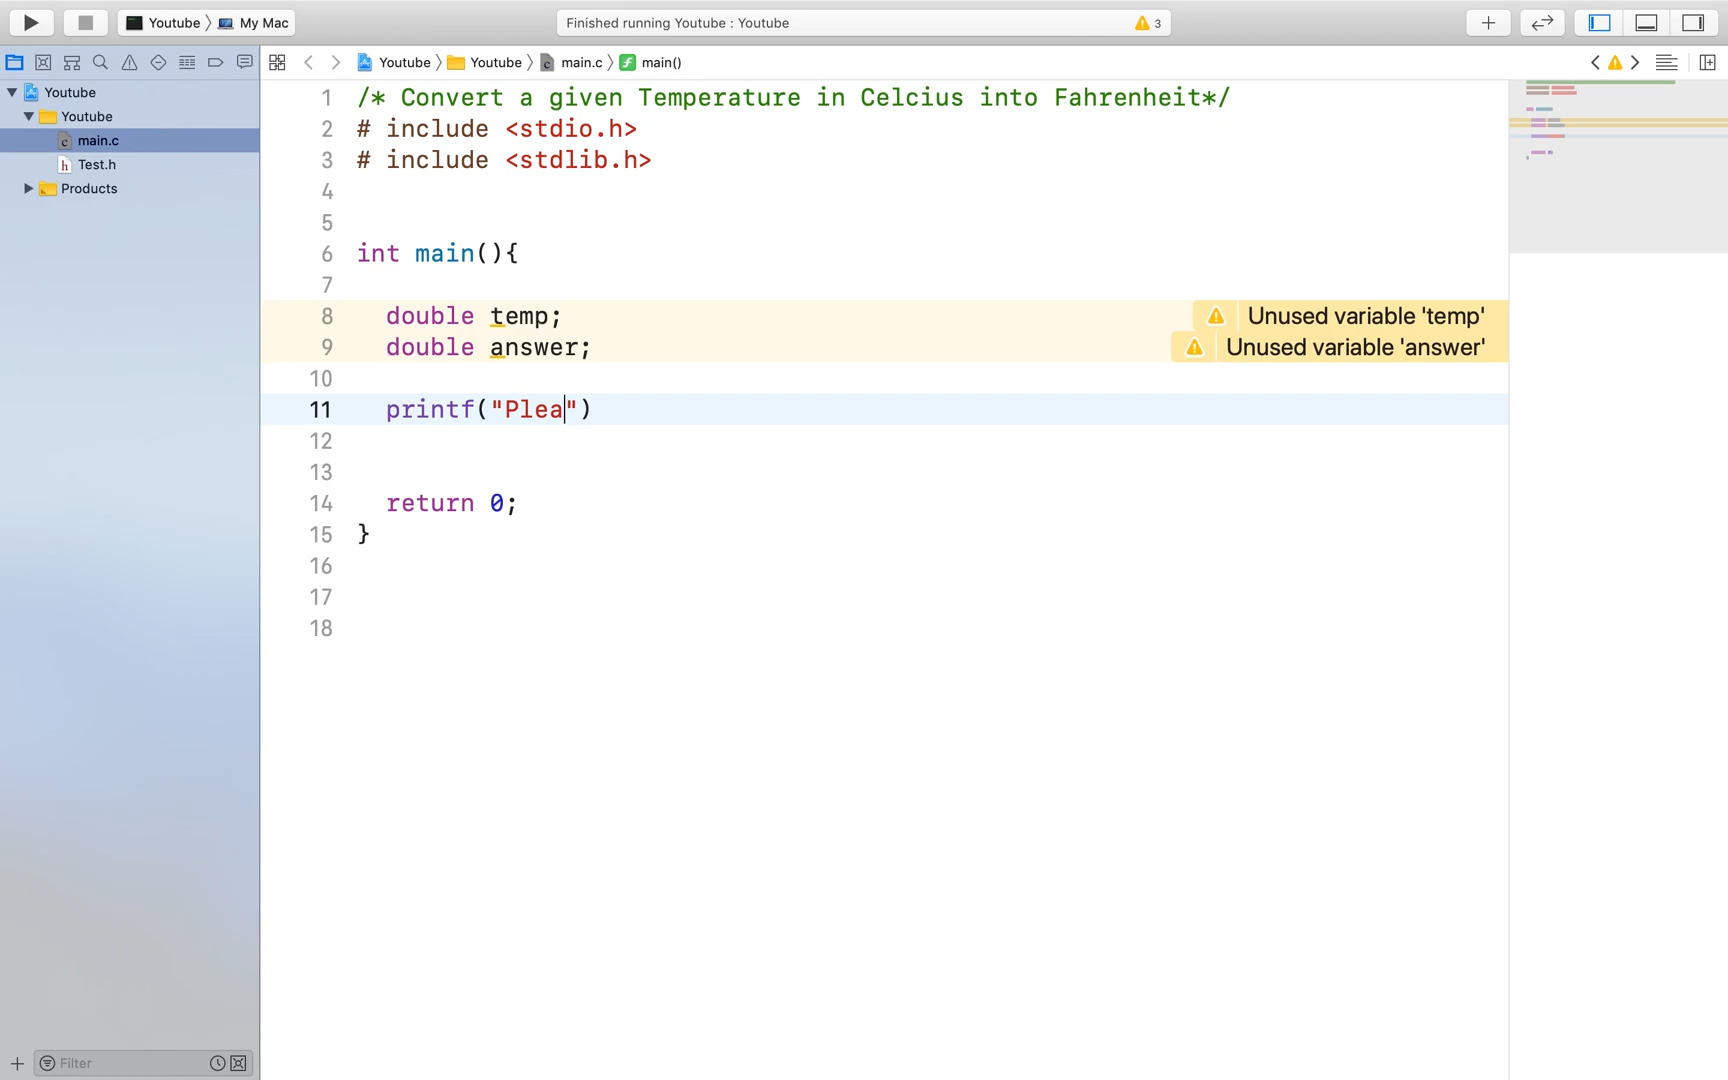 Youtube 〉 My Mac
Finished running Youtube : Youtube
3
Youtube 〉 Youtube 〉 main.c 〉 main()
Youtube
Youtube
main.c
Test.h
Products
1 /* Convert a given Temperature in Celcius into Fahrenheit*/
2 # include <stdio.h>
3 # include <stdlib.h>
4
5
6 int main(){
7
8 double temp;
Unused variable 'temp'
9 double answer;
Unused variable 'answer'
10
11 printf("Plea")
12
13
14 return 0;
15 }
16
17
18
Filter